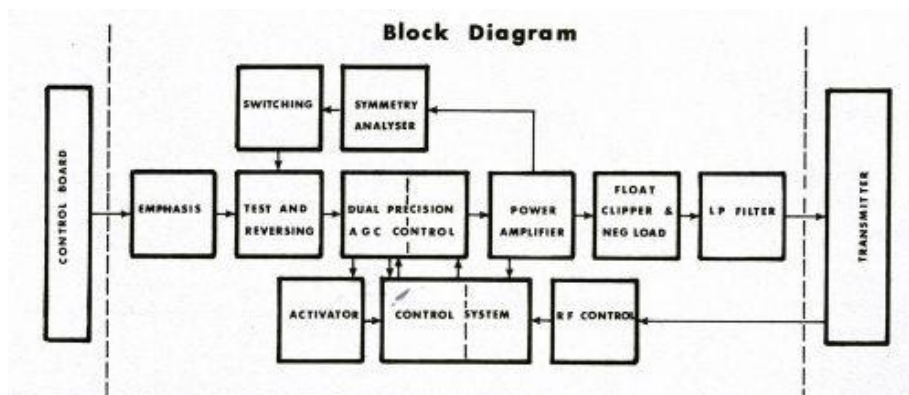 Block Diagram
CONTROL BOARD
SWITCHING
SYMMETRY
ANALYSER
EMPHASIS
TEST AND
REVERSING
DUAL PRECISION
A G C CONTROL
POWER
AMPLIFIER
FLOAT
CLIPPER &
NEG LOAD
L P FILTER
TRANSMITTER
ACTIVATOR
CONTROL SYSTEM
R F CONTROL